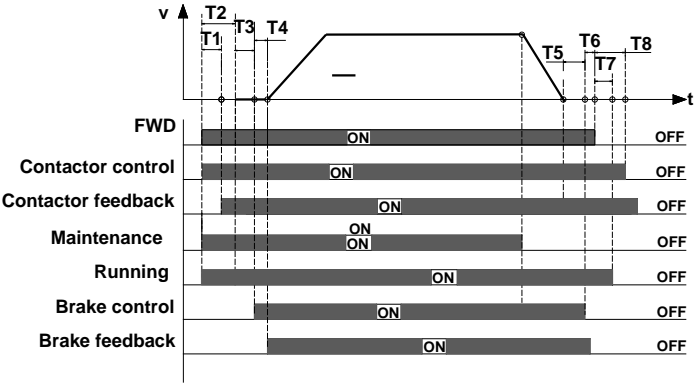 v
T2
T3
T4
T1
T6
T8
T5
T7
t
FWD ON OFF
Contactor control ON OFF
Contactor feedback ON OFF
Maintenance ON ON OFF
Running ON OFF
Brake control ON OFF
Brake feedback ON OFF